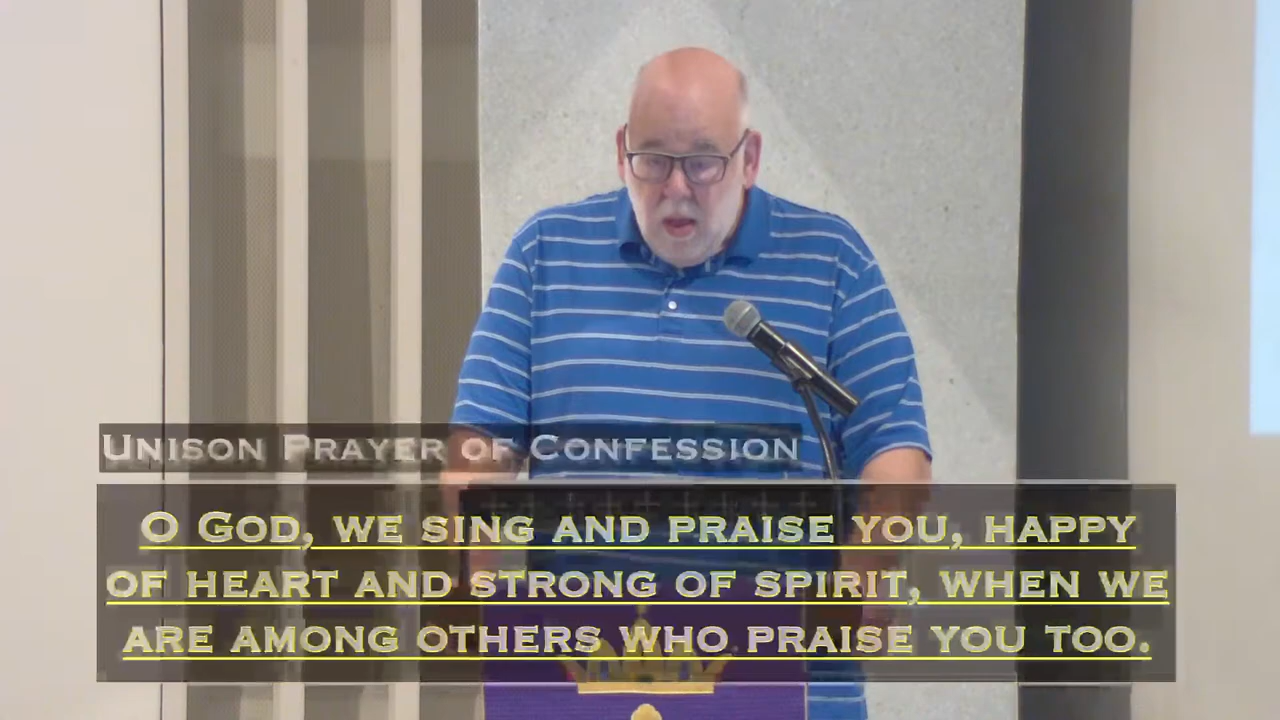 Unison Prayer of Confession
O God, we sing and praise you, happy
of heart and strong of spirit, when we
are among others who praise you too.